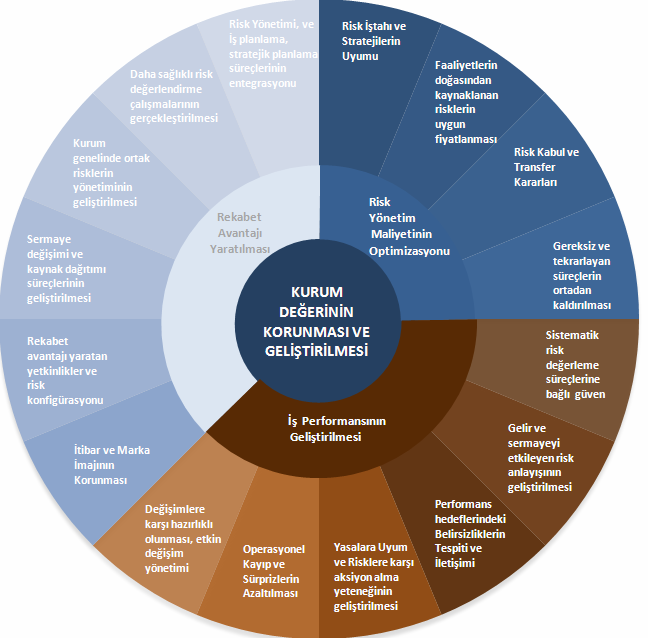 KURUM
DEĞERİNİN
KORUNMASI VE
GELİŞTİRİLMESİ
Risk
Yönetim
Maliyetinin
Optimizasyonu
Risk İştahı ve
Stratejilerin
Uyumu
Faaliyetlerin
doğasından
kaynaklanan
risklerin
uygun
fiyatlanması
Risk Kabul ve
Transfer
Kararları
Gereksiz ve
tekrarlayan
süreçlerin
ortadan
kaldırılması
İş Performansının
Geliştirilmesi
Sistematik
risk
değerleme
süreçlerine
bağlı güven
Gelir ve
sermayeyi
etkileyen risk
anlayışının
geliştirilmesi
Performans
hedeflerindeki
Belirsizliklerin
Tespiti ve
İletişimi
Yasalara Uyum
ve Risklere karşı
aksiyon alma
yeteneğinin
geliştirilmesi
Operasyonel
Kayıp ve
Sürprizlerin
Azaltılması
Değişimlere
karşı hazırlıklı
olunması, etkin
değişim
yönetimi
Rekabet
Avantajı
Yaratılması
İtibar ve Marka
İmajının
Korunması
Rekabet
avantajı yaratan
yetkinlikler ve
risk
konfigürasyonu
Sermaye
değişimi ve
kaynak dağıtımı
süreçlerinin
geliştirilmesi
Kurum
genelinde ortak
risklerin
yönetiminin
geliştirilmesi
Daha sağlıklı risk
değerlendirme
çalışmalarının
gerçekleştirilmesi
Risk Yönetimi, ve
İş planlama,
stratejik planlama
süreçlerinin
entegrasyonu